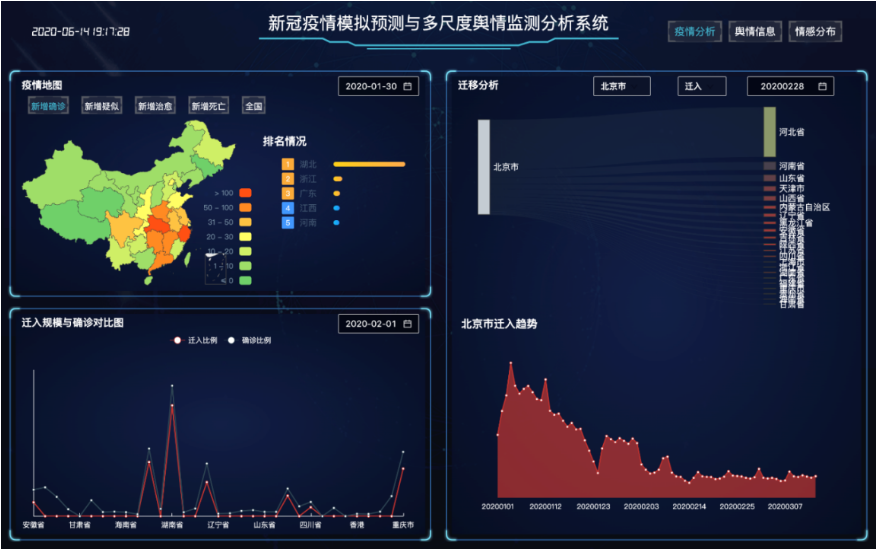 2020-06-14 19:17:28
新冠疫情模拟预测与多尺度舆情监测分析系统
疫情分析 舆情信息 情感分布
疫情地图
2020-01-30
新增确诊 新增疑似 新增治愈 新增死亡 全国
排名情况
1 湖北
2 浙江
3 广东
4 江西
5 河南
> 100
50 - 100
31 - 50
20 - 30
10 - 20
1 - 10
迁移分析
北京市
迁入
20200228
北京市
河北省
河南省
山东省
天津市
山西省
内蒙古自治区
辽宁省
黑龙江省
甘肃省
迁入规模与确诊对比图
2020-02-01
迁入比例 确诊比例
安徽省 甘肃省 海南省 湖南省 辽宁省 山东省 四川省 香港 重庆市
北京市迁入趋势
20200101 20200112 20200123 20200203 20200214 20200225 20200307